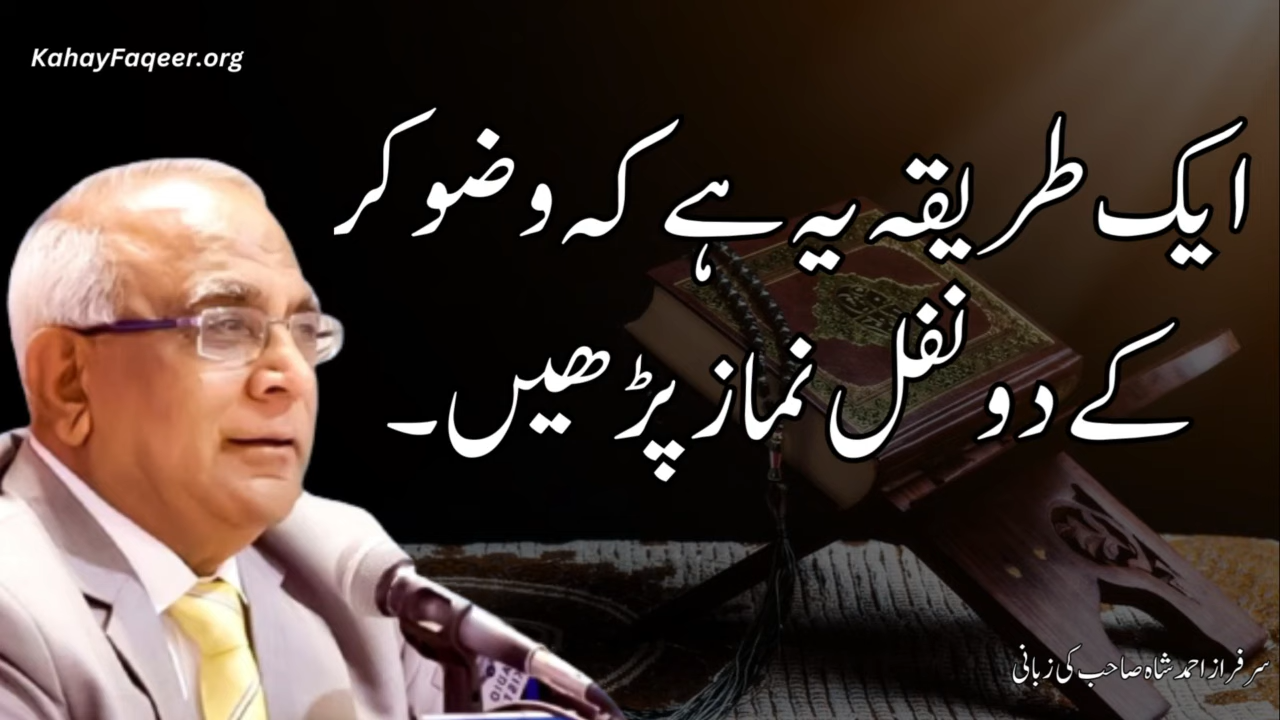 KahayFaqeer.org
ایک طریقہ یہ ہے کہ وضو کر
کے دو نفل نماز پڑھیں۔
سرفراز احمد شاہ صاحب کی زبانی